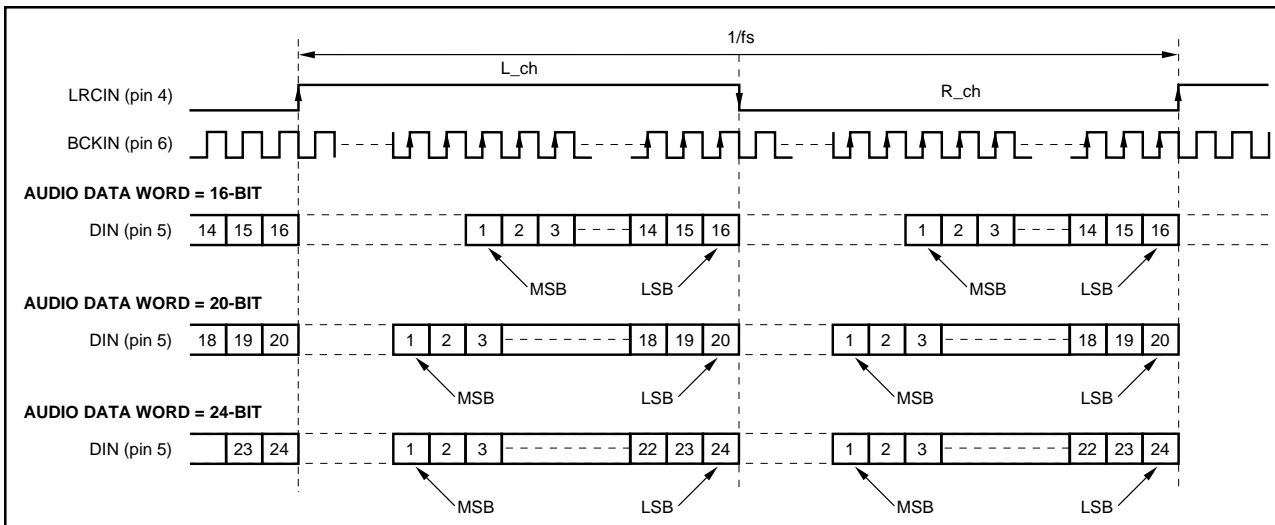 1/fs
L_ch
LRCIN (pin 4)
R_ch
BCKIN (pin 6)
AUDIO DATA WORD = 16-BIT
DIN (pin 5) 14 15 16 1 2 3 14 15 16 1 2 3 14 15 16
MSB LSB MSB LSB
AUDIO DATA WORD = 20-BIT
DIN (pin 5) 18 19 20 1 2 3 18 19 20 1 2 3 18 19 20
MSB LSB MSB LSB
AUDIO DATA WORD = 24-BIT
DIN (pin 5) 23 24 1 2 3 22 23 24 1 2 3 22 23 24
MSB LSB MSB LSB